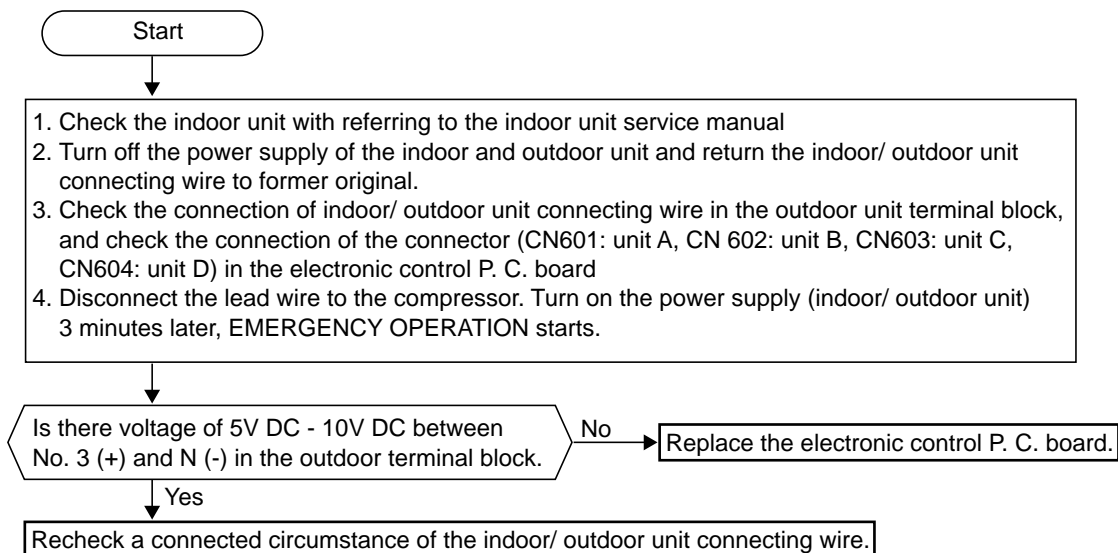 Start
1. Check the indoor unit with referring to the indoor unit service manual
2. Turn off the power supply of the indoor and outdoor unit and return the indoor/ outdoor unit
connecting wire to former original.
3. Check the connection of indoor/ outdoor unit connecting wire in the outdoor unit terminal block,
and check the connection of the connector (CN601: unit A, CN 602: unit B, CN603: unit C,
CN604: unit D) in the electronic control P. C. board
4. Disconnect the lead wire to the compressor. Turn on the power supply (indoor/ outdoor unit)
3 minutes later, EMERGENCY OPERATION starts.
Is there voltage of 5V DC - 10V DC between
No. 3 (+) and N (-) in the outdoor terminal block.
No
Replace the electronic control P. C. board.
Yes
Recheck a connected circumstance of the indoor/ outdoor unit connecting wire.